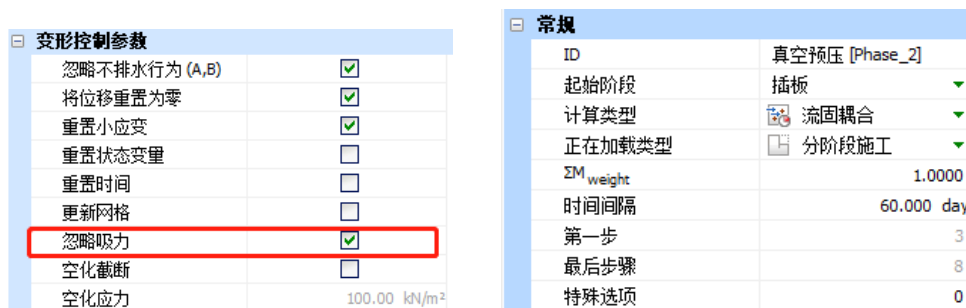 变形控制参数
忽略不排水行为 (A,B)
将位移重置为零
重置小应变
重置状态变量
重置时间
更新网格
忽略吸力
空化截断
空化应力 100.00 kN/m²
常规
ID 真空预压 [Phase_2]
起始阶段 插板
计算类型 流固耦合
正在加载类型 分阶段施工
ΣM weight 1.0000
时间间隔 60.000 day
第一步 3
最后步骤 8
特殊选项 0